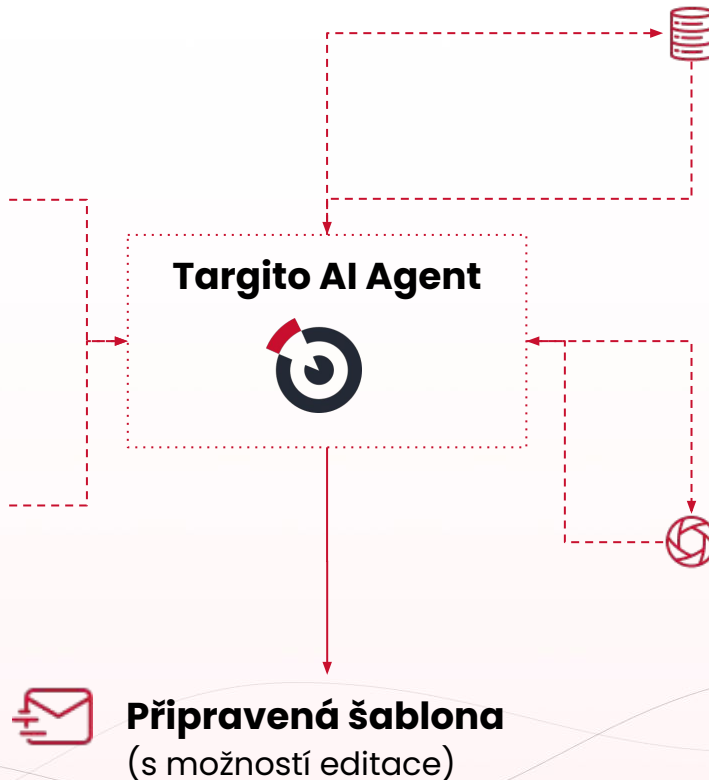 Targito AI Agent
Připravená šablona
(s možností editace)